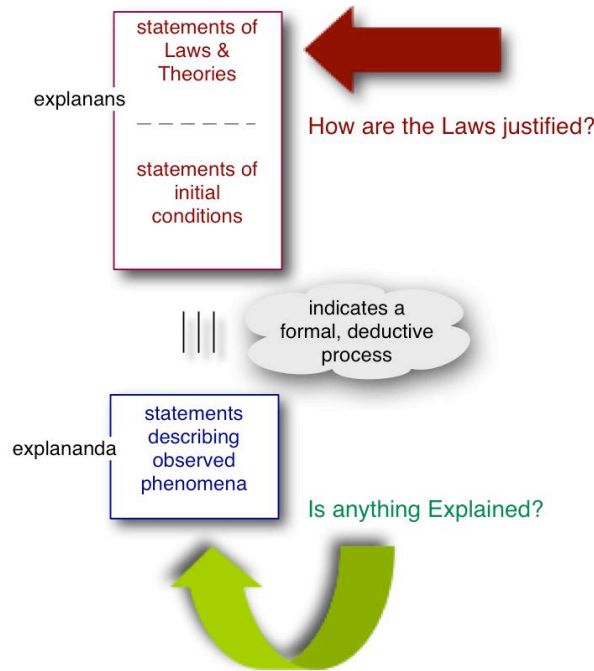 statements of
Laws &
Theories
explanans
How are the Laws justified?
statements of
initial
conditions
indicates a
formal, deductive
process
statements
describing
observed
phenomena
explananda
Is anything Explained?